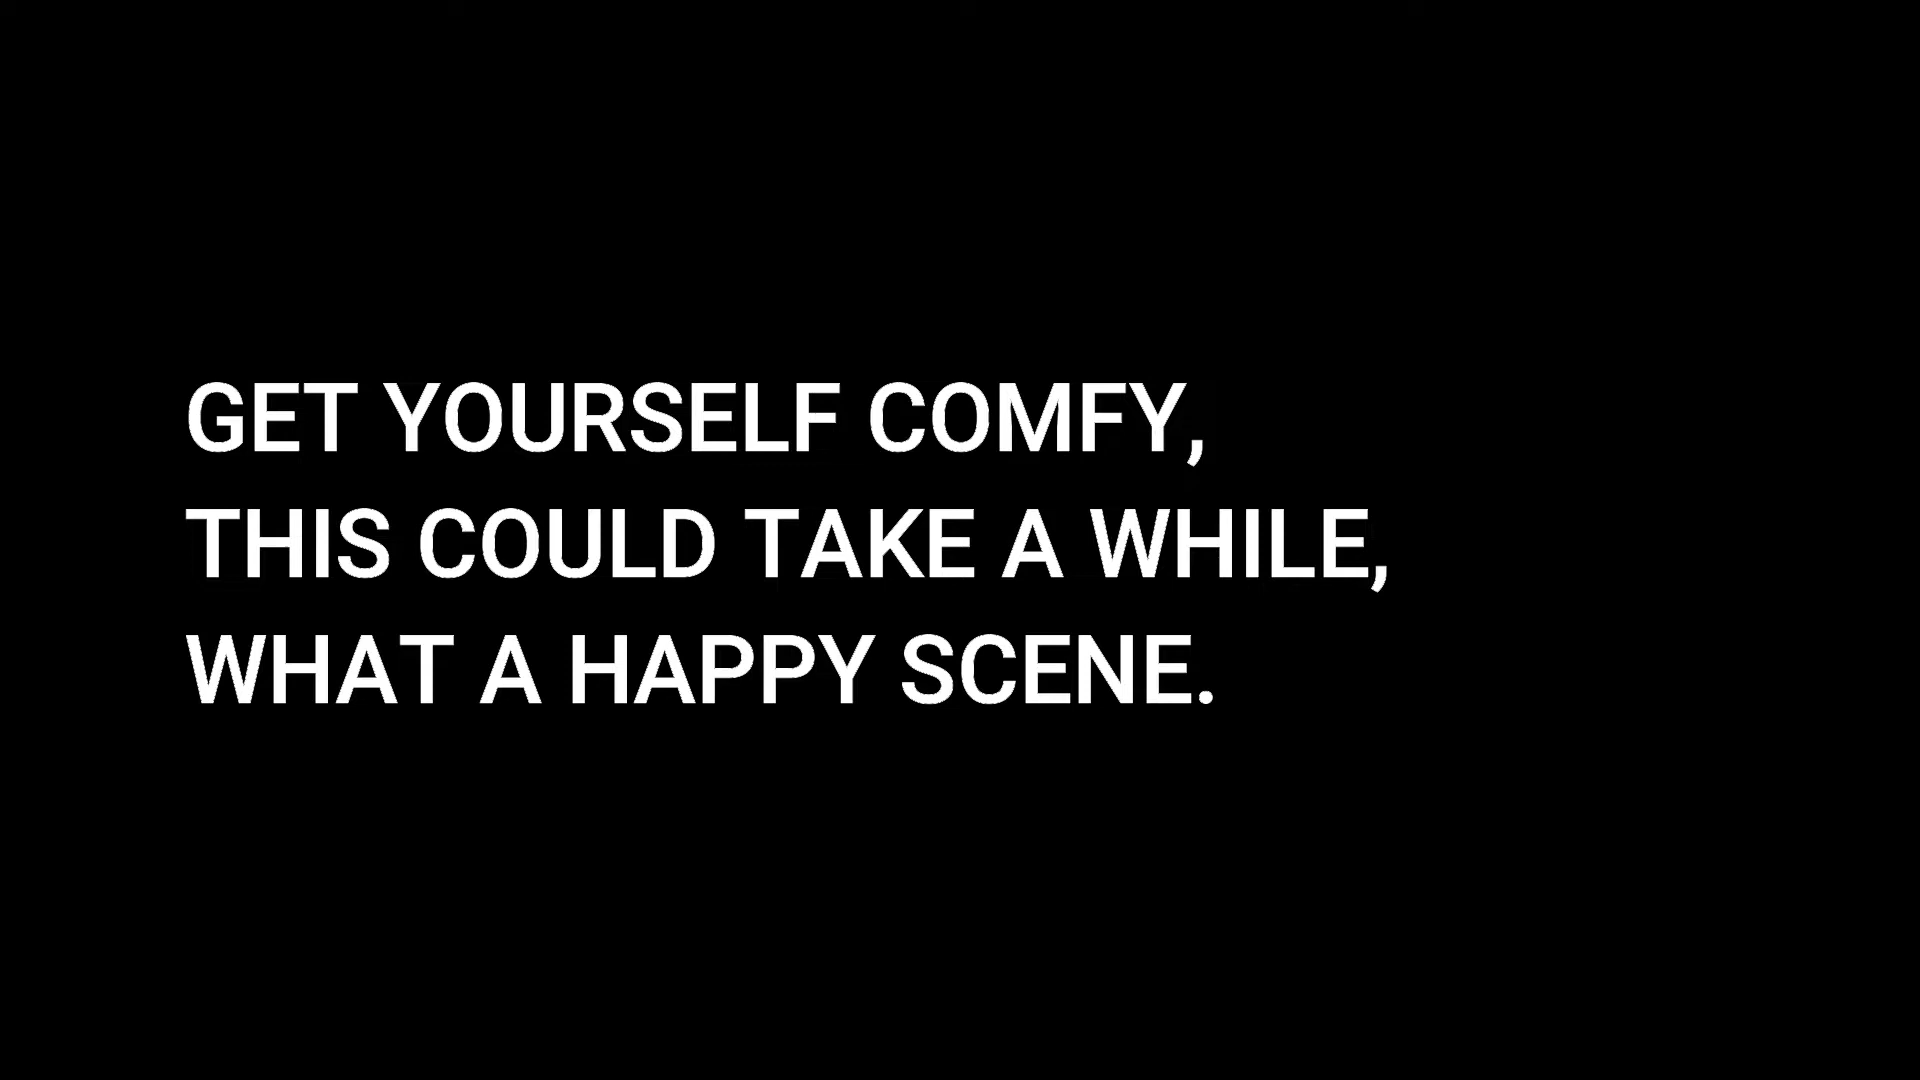 GET YOURSELF COMFY,
THIS COULD TAKE A WHILE,
WHAT A HAPPY SCENE.